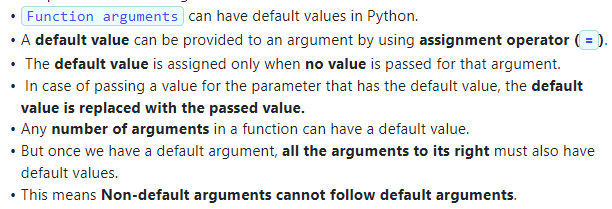 • Function arguments can have default values in Python.
• A default value can be provided to an argument by using assignment operator ( = ).
• The default value is assigned only when no value is passed for that argument.
• In case of passing a value for the parameter that has the default value, the default
value is replaced with the passed value.
• Any number of arguments in a function can have a default value.
• But once we have a default argument, all the arguments to its right must also have
default values.
• This means Non-default arguments cannot follow default arguments.